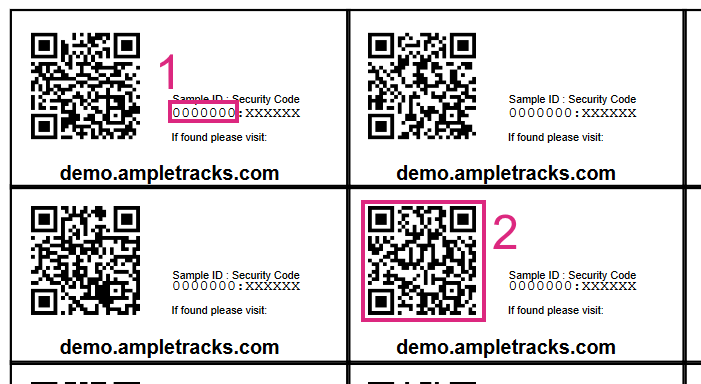 1
Sample ID : Security Code
0000000:XXXXXX
If found please visit:
demo.ampletracks.com
Sample ID : Security Code
0000000:XXXXXX
If found please visit:
demo.ampletracks.com
Sample ID : Security Code
0000000:XXXXXX
If found please visit:
demo.ampletracks.com
2
Sample ID : Security Code
0000000:XXXXXX
If found please visit:
demo.ampletracks.com